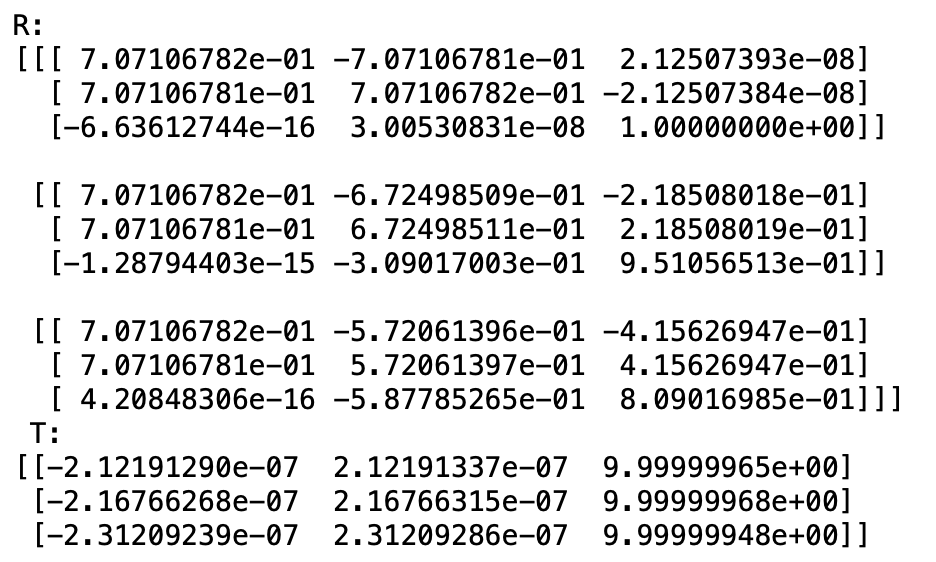 R:
[[[ 7.07106782e-01 -7.07106781e-01  2.12507393e-08]
  [ 7.07106781e-01  7.07106782e-01 -2.12507384e-08]
  [-6.63612744e-16  3.00530831e-08  1.00000000e+00]]

 [[ 7.07106782e-01 -6.72498509e-01 -2.18508018e-01]
  [ 7.07106781e-01  6.72498511e-01  2.18508019e-01]
  [-1.28794403e-15 -3.09017003e-01  9.51056513e-01]]

 [[ 7.07106782e-01 -5.72061396e-01 -4.15626947e-01]
  [ 7.07106781e-01  5.72061397e-01  4.15626947e-01]
  [ 4.20848306e-16 -5.87785265e-01  8.09016985e-01]]]
 T:
[[-2.12191290e-07  2.12191337e-07  9.99999965e+00]
 [-2.16766268e-07  2.16766315e-07  9.99999968e+00]
 [-2.31209239e-07  2.31209286e-07  9.99999948e+00]]